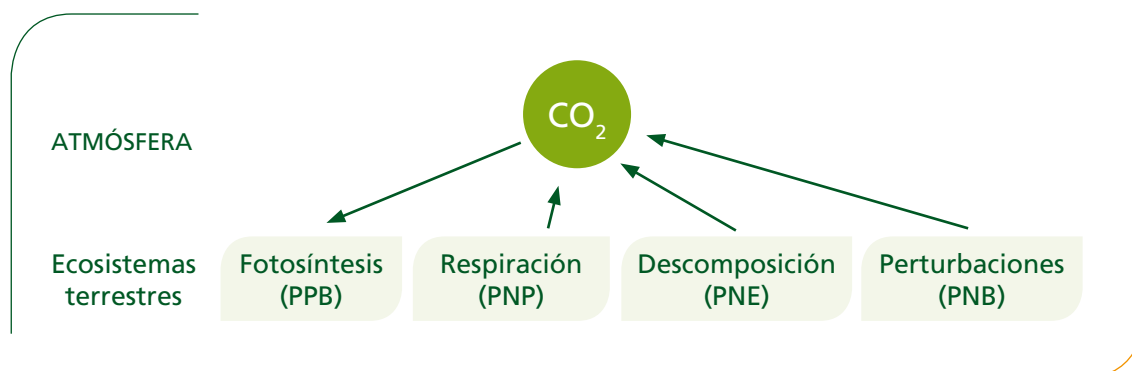 CO2
ATMÓSFERA
Ecosistemas
terrestres
Fotosíntesis
(PPB)
Respiración
(PNP)
Descomposición
(PNE)
Perturbaciones
(PNB)